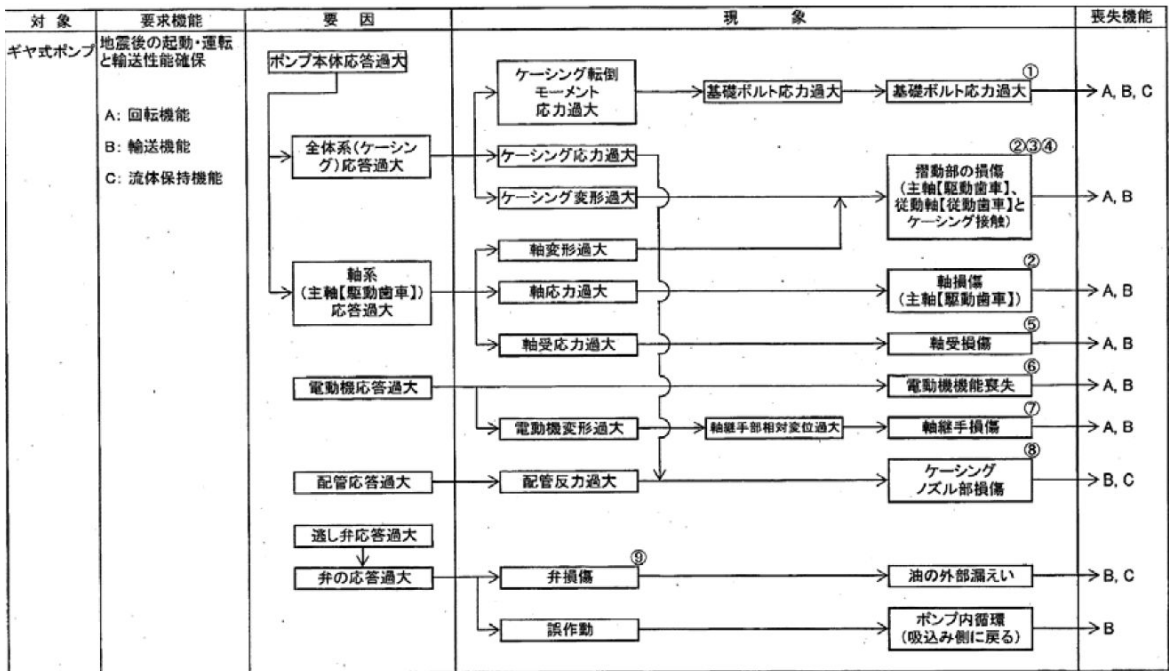 対 象
要求機能
要 因
現 象
喪失機能
ギヤ式ポンプ
地震後の起動・運転
と輸送性能確保
A: 回転機能
B: 輸送機能
C: 流体保持機能
ポンプ本体応答過大
全体系(ケーシン
グ)応答過大
ケーシング転倒
モーメント
応力過大
基礎ボルト応力過大
①
基礎ボルト応力過大
A, B, C
ケーシング応力過大
ケーシング変形過大
②③④
摺動部の損傷
(主軸【駆動歯車】、
従動軸【従動歯車】と
ケーシング接触)
A, B
軸系
(主軸【駆動歯車】)
応答過大
軸変形過大
軸応力過大
②
軸損傷
(主軸【駆動歯車】)
A, B
軸受応力過大
⑤
軸受損傷
A, B
電動機応答過大
⑥
電動機機能喪失
A, B
電動機変形過大
軸継手部相対変位過大
⑦
軸継手損傷
A, B
配管応答過大
配管反力過大
⑧
ケーシング
ノズル部損傷
B, C
逃し弁応答過大
弁の応答過大
⑨
弁損傷
油の外部漏えい
B, C
誤作動
ポンプ内循環
(吸込み側に戻る)
B